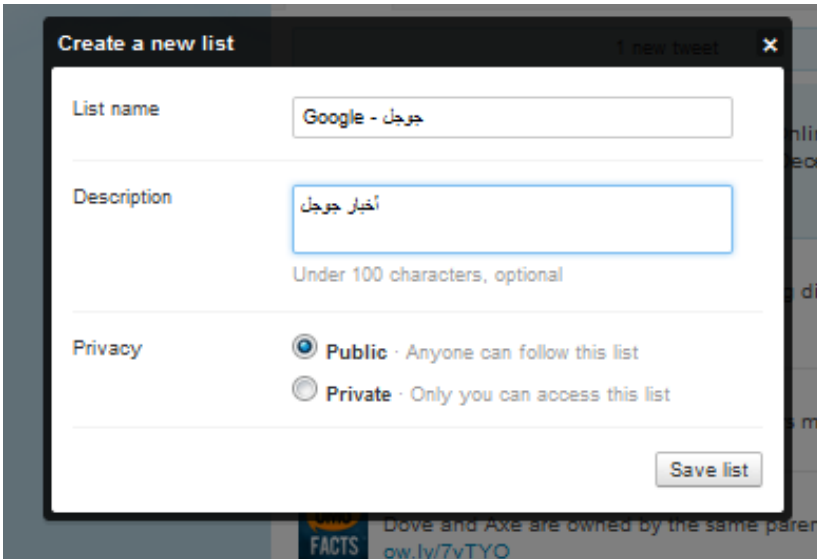 Create a new list
1 new tweet
List name
Google - جوجل
Description
أخبار جوجل
Under 100 characters, optional
Privacy
Public · Anyone can follow this list
Private · Only you can access this list
Save list
Dove and Axe are owned by the same paren
FACTS
ow.ly/7vTYO